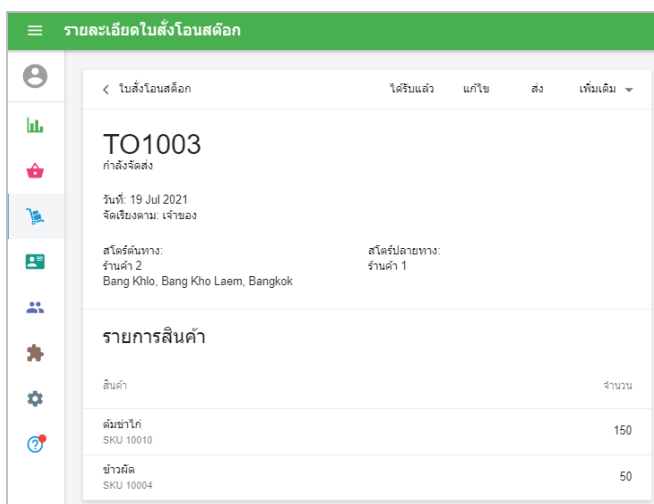 รายละเอียดใบสั่งโอนสต๊อก
ใบสั่งโอนสต็อก ได้รับแล้ว แก้ไข ส่ง เพิ่มเติม
TO1003
กำลังจัดส่ง
วันที่: 19 Jul 2021
จัดเรียงตาม: เจ้าของ
สโตร์ต้นทาง: สโตร์ปลายทาง:
ร้านค้า 2 ร้านค้า 1
Bang Khlo, Bang Kho Laem, Bangkok
รายการสินค้า
สินค้า จำนวน
ต้มข่าไก่ 150
SKU 10010
ข้าวผัด 50
SKU 10004